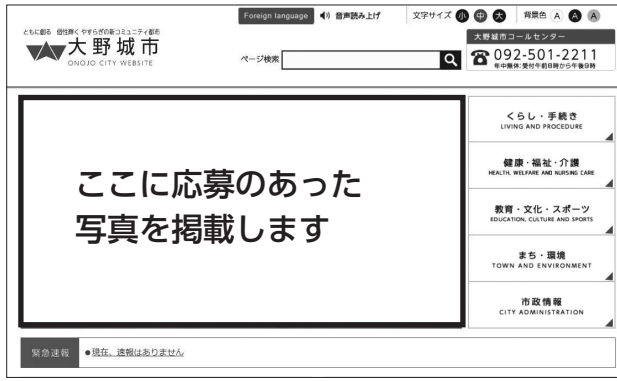 Foreign language 音声読み上げ 文字サイズ 小 中 大 背景色 A A A
ともに創る 個性輝く やすらぎの新コミュニティ都市
大野城市
ONOJO CITY WEBSITE
ページ検索
大野城市コールセンター
092-501-2211
年中無休:受付午前8時から午後9時
ここに応募のあった
写真を掲載します
くらし・手続き
LIVING AND PROCEDURE
健康・福祉・介護
HEALTH, WELFARE AND NURSING CARE
教育・文化・スポーツ
EDUCATION, CULTURE AND SPORTS
まち・環境
TOWN AND ENVIRONMENT
市政情報
CITY ADMINISTRATION
緊急速報 ●現在、速報はありません